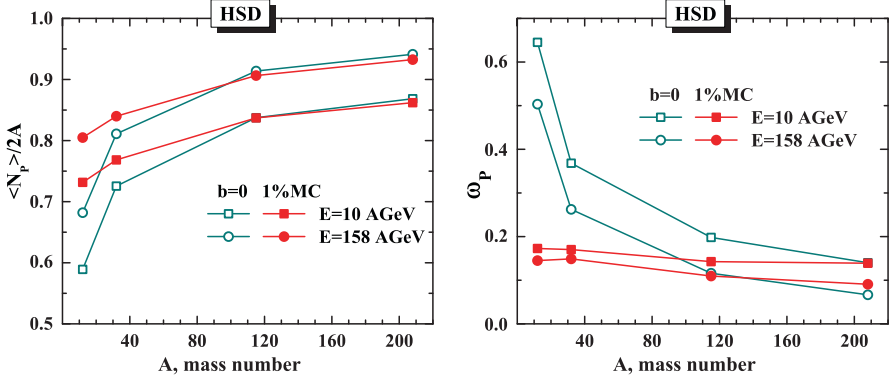 HSD
1.0
0.9
0.8
0.7
0.6
0.5
<N_P>/2A
b=0 1%MC
E=10 AGeV
E=158 AGeV
40 80 120 160 200
A, mass number
HSD
0.6
0.4
0.2
0.0
ω_P
b=0 1%MC
E=10 AGeV
E=158 AGeV
40 80 120 160 200
A, mass number